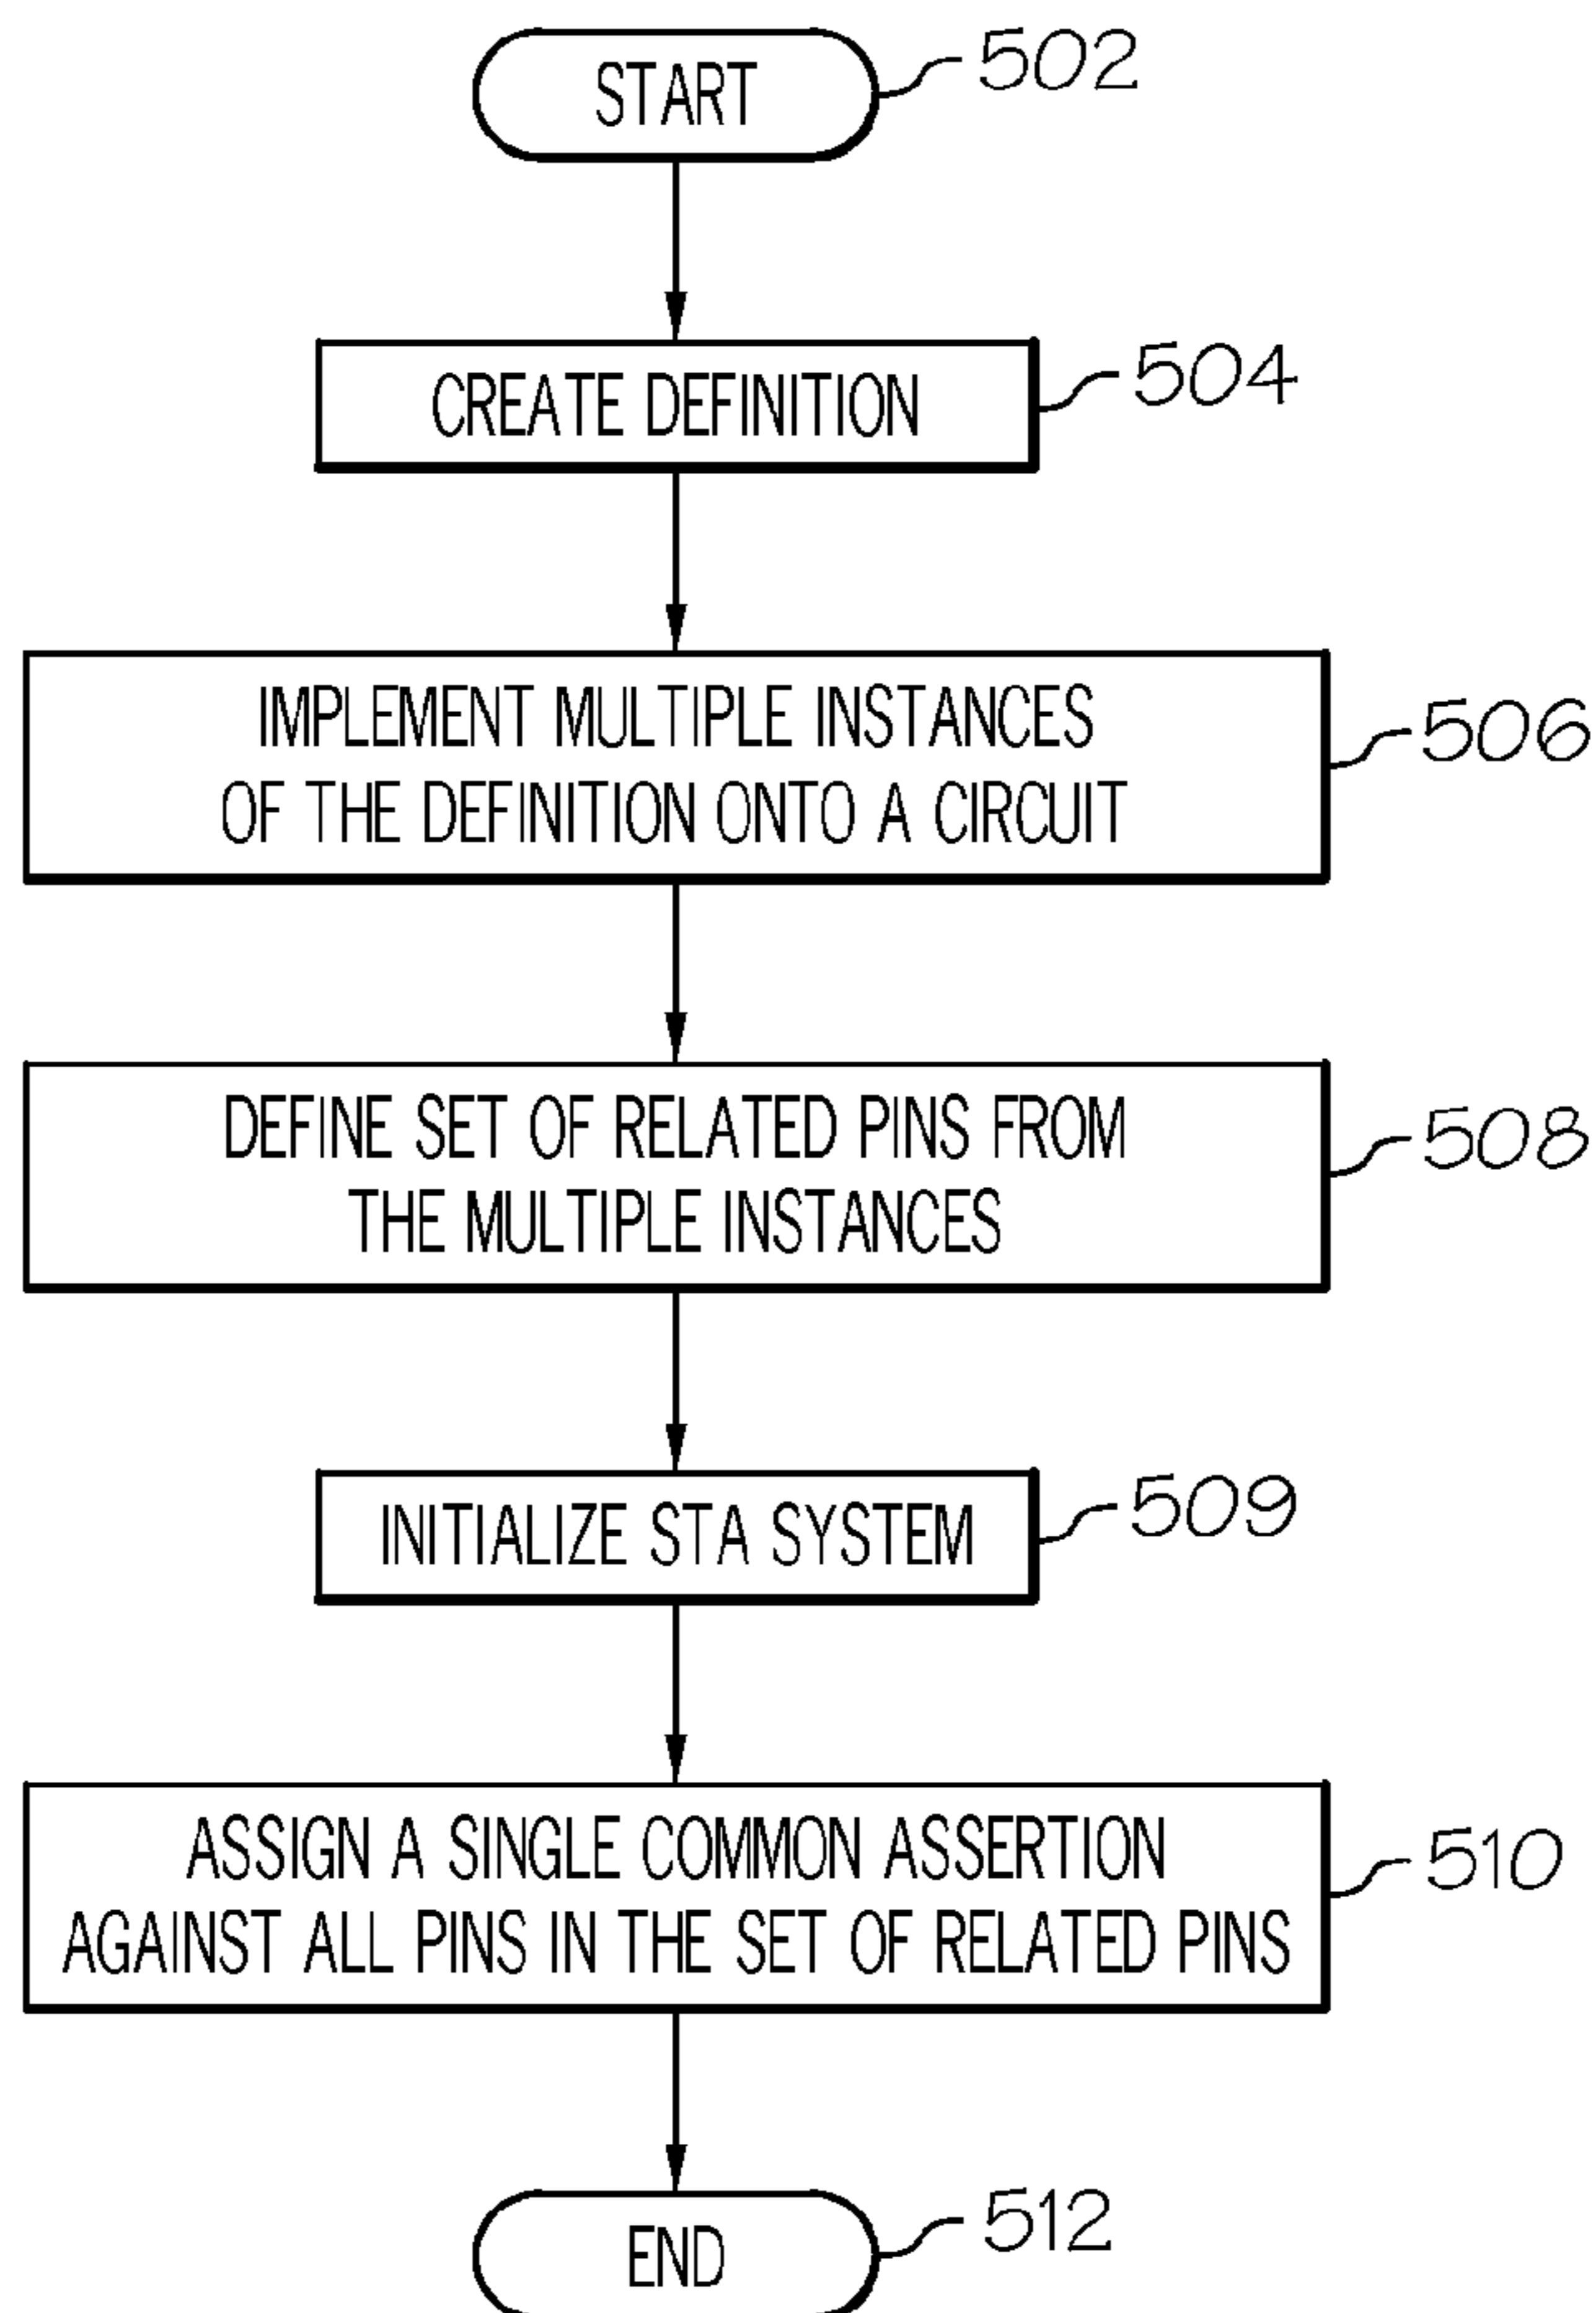 START
502
CREATE DEFINITION
504
IMPLEMENT MULTIPLE INSTANCES
OF THE DEFINITION ONTO A CIRCUIT
506
DEFINE SET OF RELATED PINS FROM
THE MULTIPLE INSTANCES
508
INITIALIZE STA SYSTEM
509
ASSIGN A SINGLE COMMON ASSERTION
AGAINST ALL PINS IN THE SET OF RELATED PINS
510
END
512